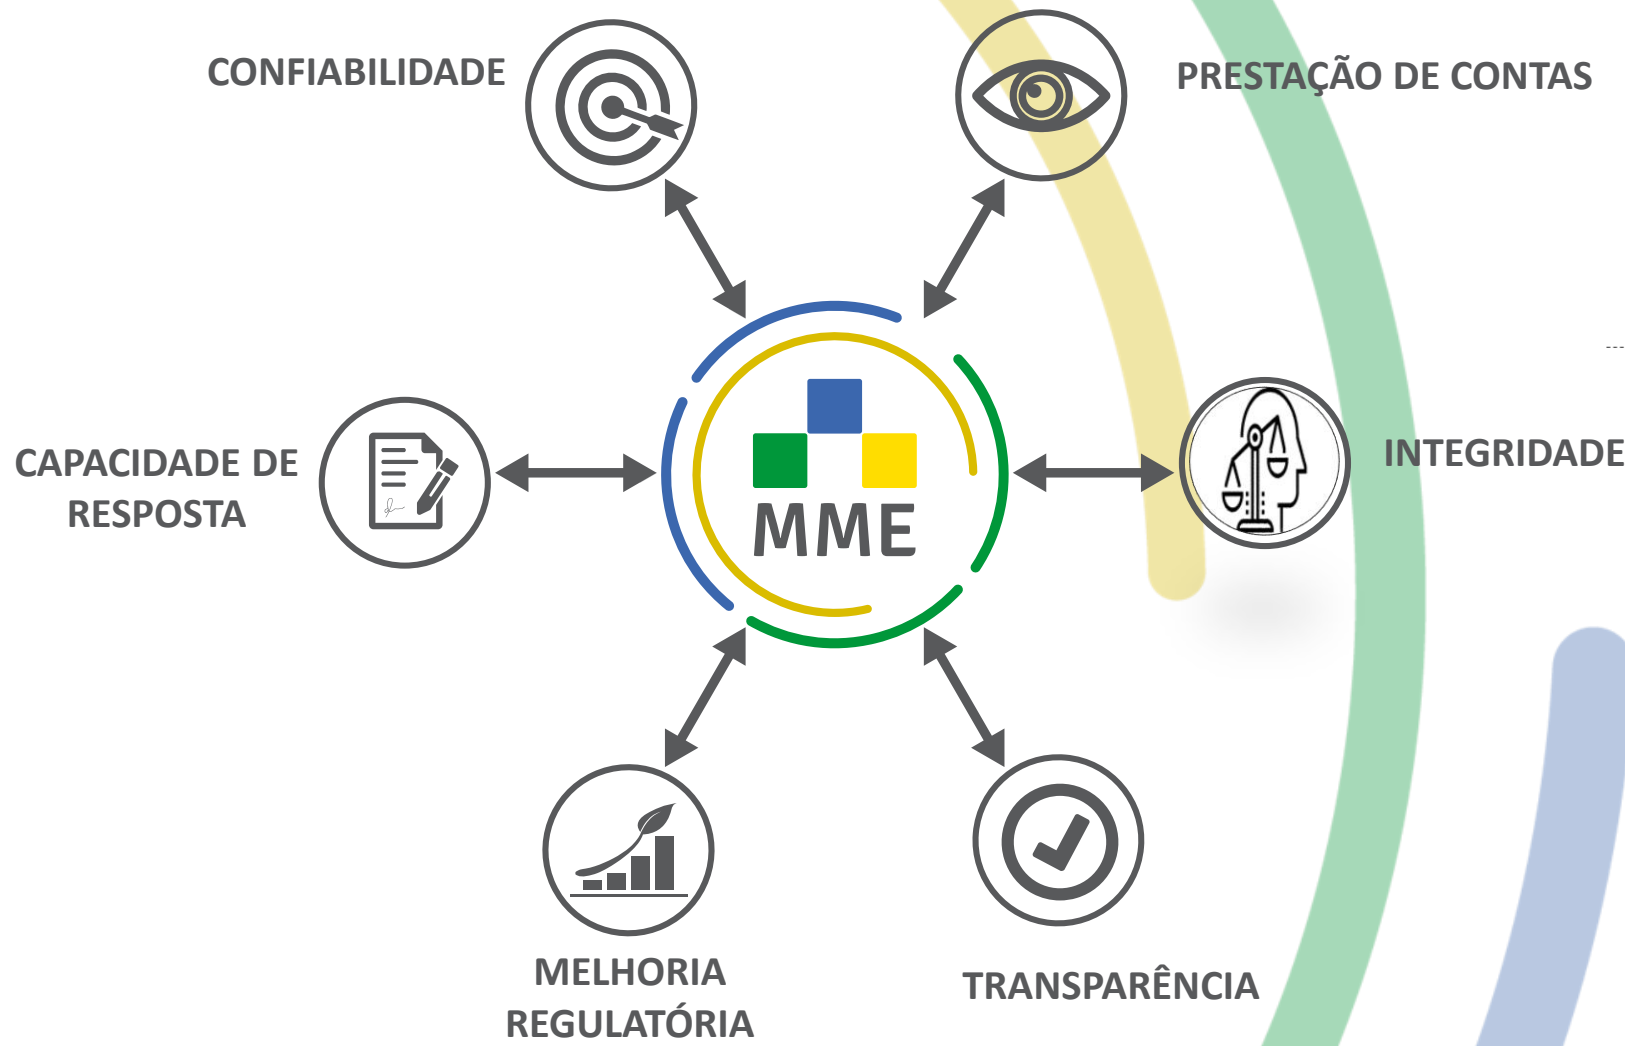 CONFIABILIDADE
PRESTAÇÃO DE CONTAS
CAPACIDADE DE
RESPOSTA
MME
INTEGRIDADE
MELHORIA
REGULATÓRIA
TRANSPARÊNCIA